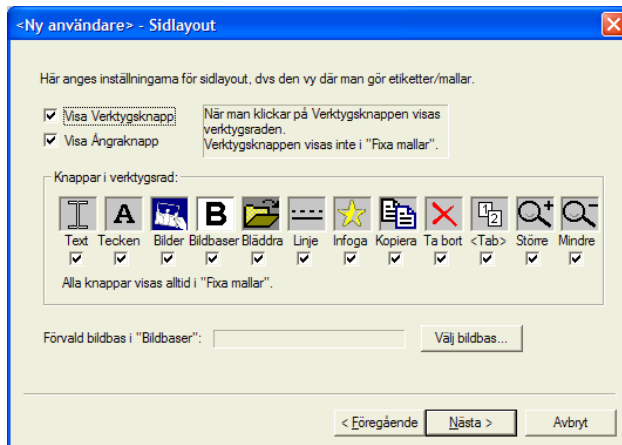 <Ny användare> - Sidlayout
Här anges inställningarna för sidlayout, dvs den vy där man gör etiketter/mallar.
Visa Verktygsknapp
Visa Ångraknapp
När man klickar på Verktygsknappen visas
verktygsraden.
Verktygsknappen visas inte i "Fixa mallar".
Knappar i verktygsrad:
A B 1 2
Text Tecken Bilder Bildbaser Bläddra Linje Infoga Kopiera Ta bort <Tab> Större Mindre
Alla knappar visas alltid i "Fixa mallar".
Förvald bildbas i "Bildbaser": Välj bildbas...
< Föregående Nästa > Avbryt